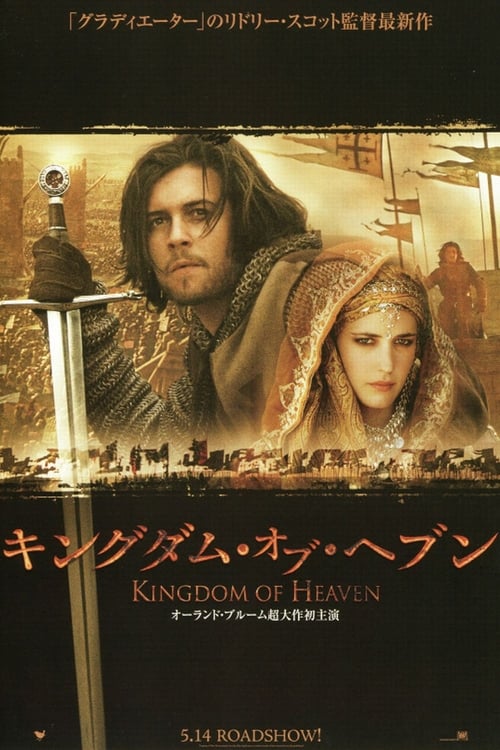 「グラディエーター」のリドリー・スコット監督最新作
キングダム・オブ・ヘブン
KINGDOM OF HEAVEN
オーランド・ブルーム超大作初主演
5.14 ROADSHOW!